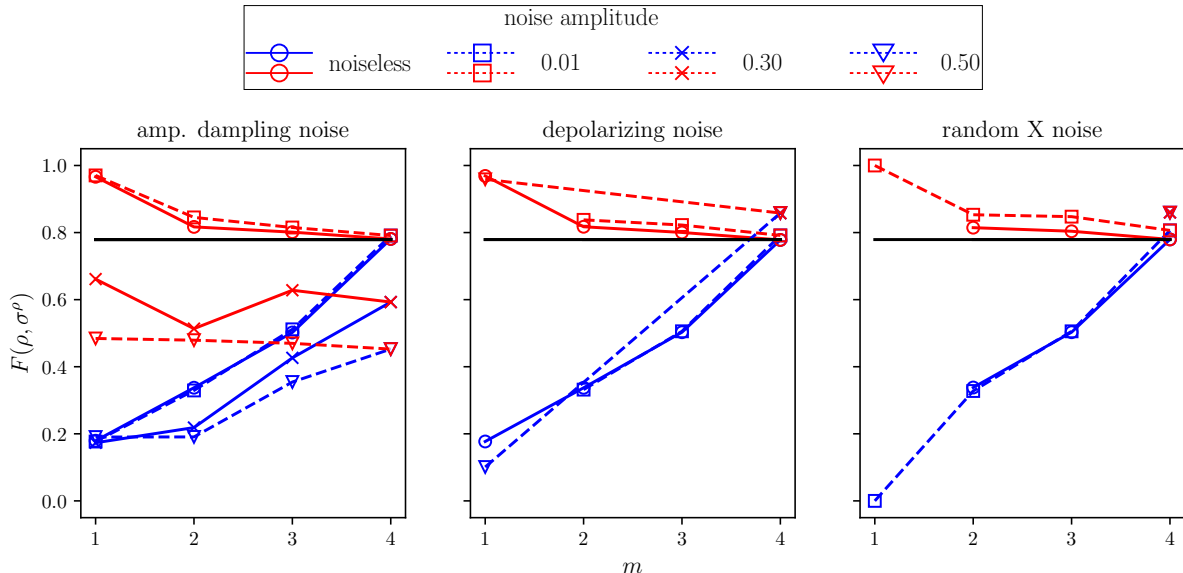 noise amplitude
noiseless 0.01 0.30 0.50
amp. dampling noise depolarizing noise random X noise
1.0
0.8
0.6
0.4
0.2
0.0
F(ρ, σ^ρ)
1 2 3 4 1 2 3 4 1 2 3 4
m